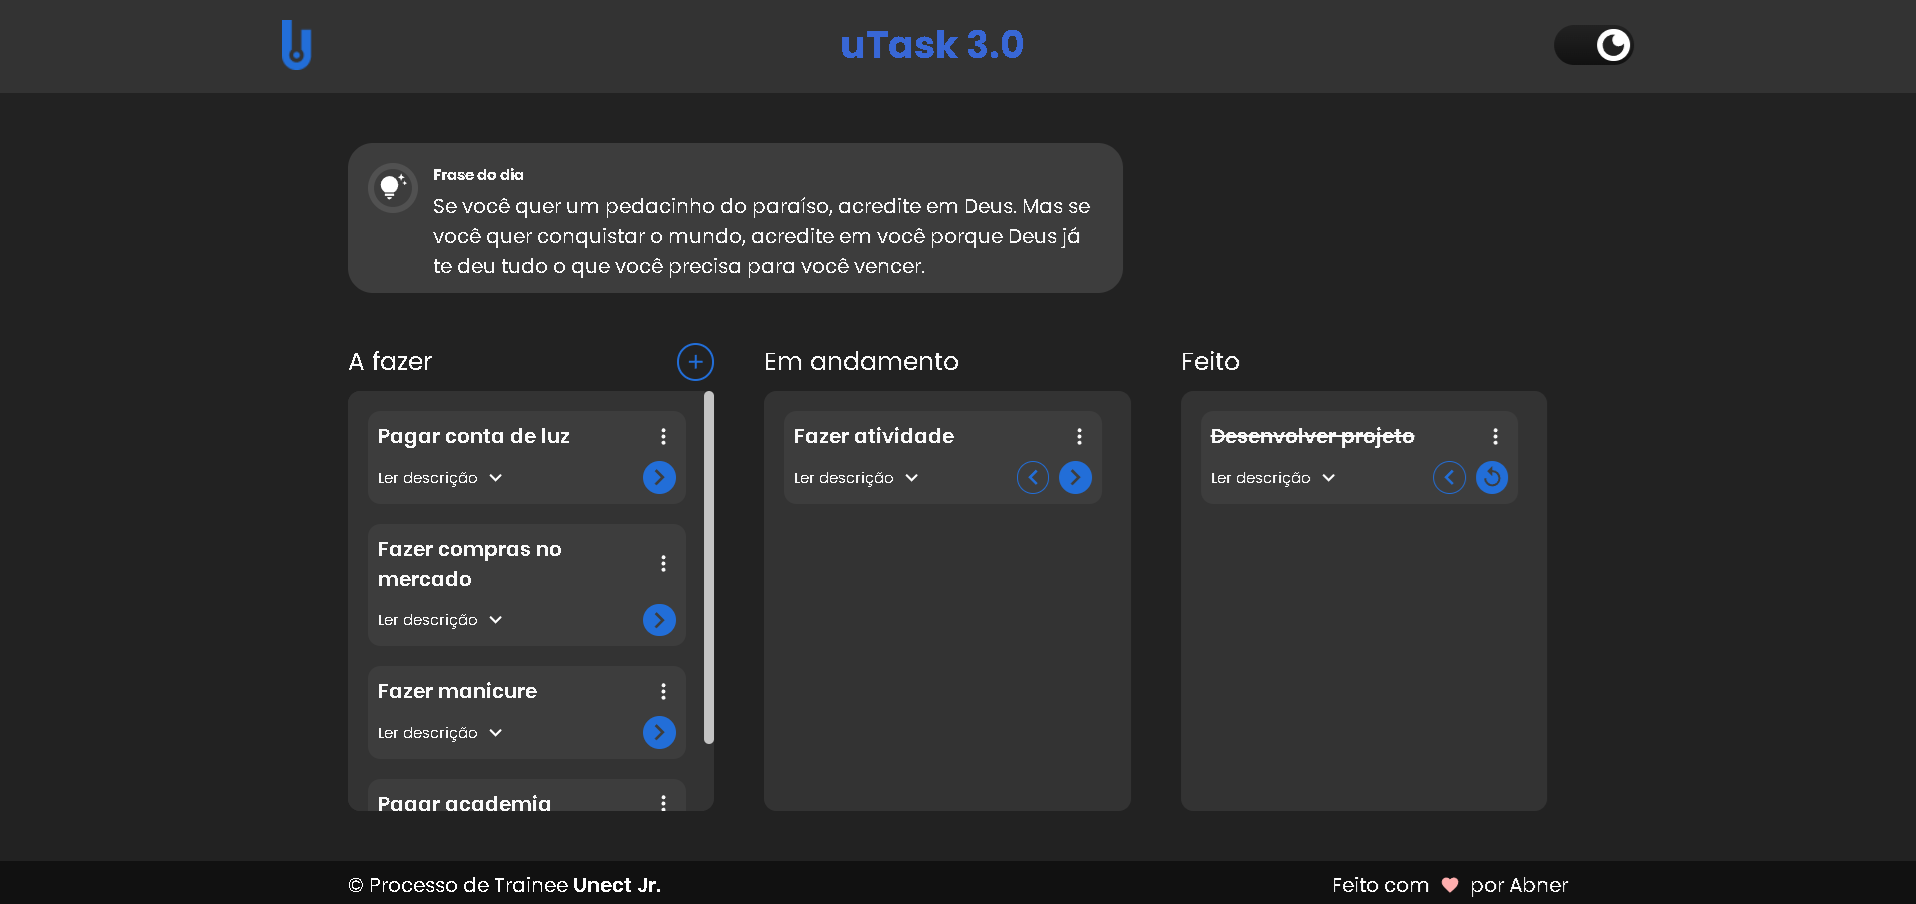 uTask 3.0
Frase do dia
Se você quer um pedacinho do paraíso, acredite em Deus. Mas se
você quer conquistar o mundo, acredite em você porque Deus já
te deu tudo o que você precisa para você vencer.
A fazer
Pagar conta de luz
Ler descrição
Fazer compras no
mercado
Ler descrição
Fazer manicure
Ler descrição
Pagar academia
Em andamento
Fazer atividade
Ler descrição
Feito
Desenvolver projeto
Ler descrição
© Processo de Trainee Unect Jr.
Feito com por Abner